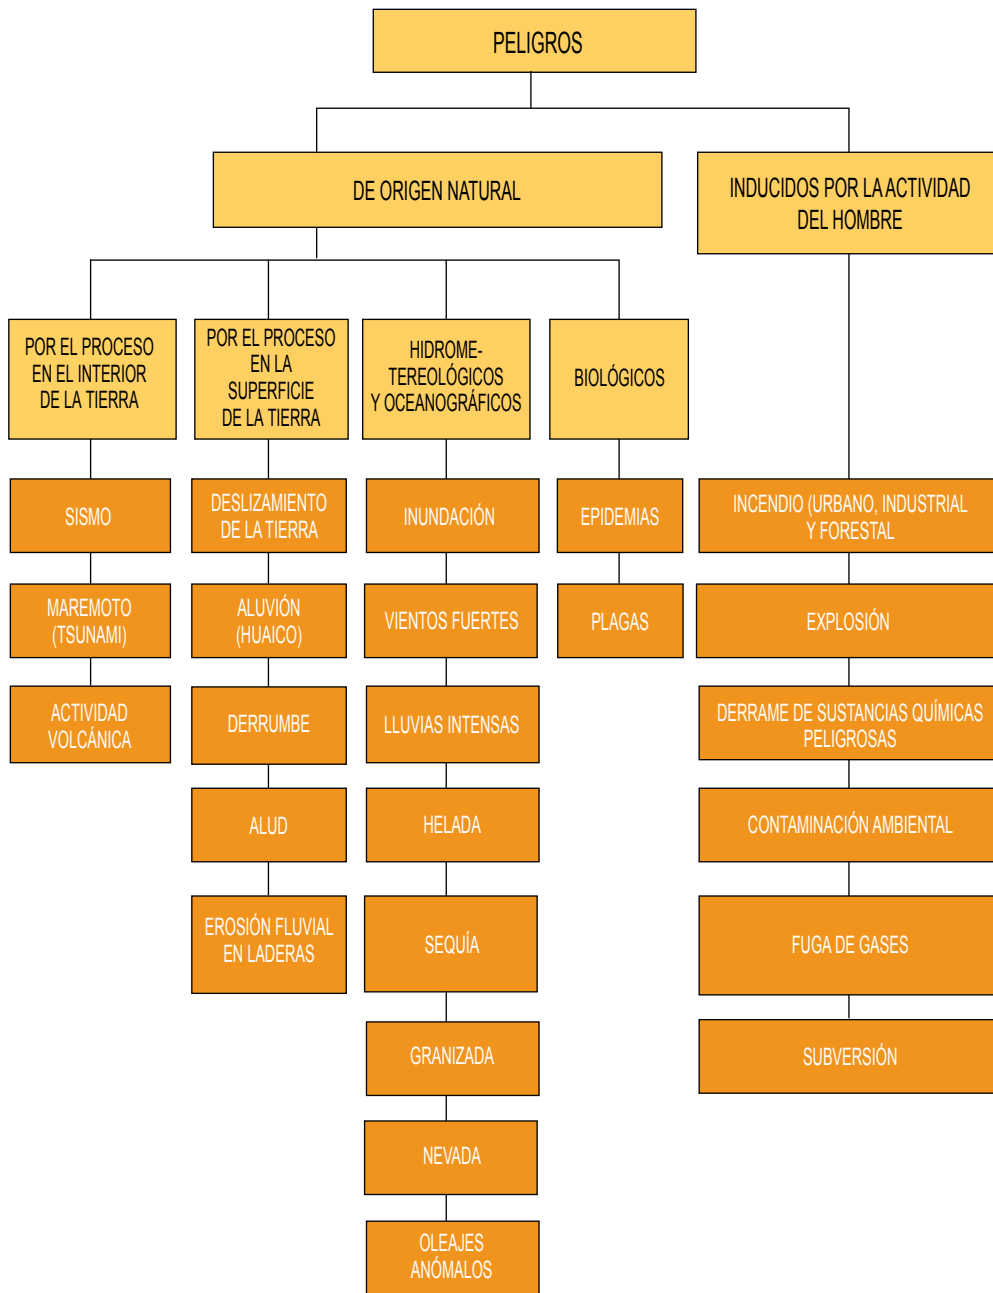 PELIGROS
DE ORIGEN NATURAL
INDUCIDOS POR LA ACTIVIDAD
DEL HOMBRE
POR EL PROCESO
EN EL INTERIOR
DE LA TIERRA
POR EL PROCESO
EN LA
SUPERFICIE
DE LA TIERRA
HIDROME-
TEREOLÓGICOS
Y OCEANOGRÁFICOS
BIOLÓGICOS
SISMO
MAREMOTO
(TSUNAMI)
ACTIVIDAD
VOLCÁNICA
DESLIZAMIENTO
DE LA TIERRA
ALUVIÓN
(HUAICO)
DERRUMBE
ALUD
EROSIÓN FLUVIAL
EN LADERAS
INUNDACIÓN
VIENTOS FUERTES
LLUVIAS INTENSAS
HELADA
SEQUÍA
GRANIZADA
NEVADA
OLEAJES
ANÓMALOS
EPIDEMIAS
PLAGAS
INCENDIO (URBANO, INDUSTRIAL
Y FORESTAL
EXPLOSIÓN
DERRAME DE SUSTANCIAS QUÍMICAS
PELIGROSAS
CONTAMINACIÓN AMBIENTAL
FUGA DE GASES
SUBVERSIÓN